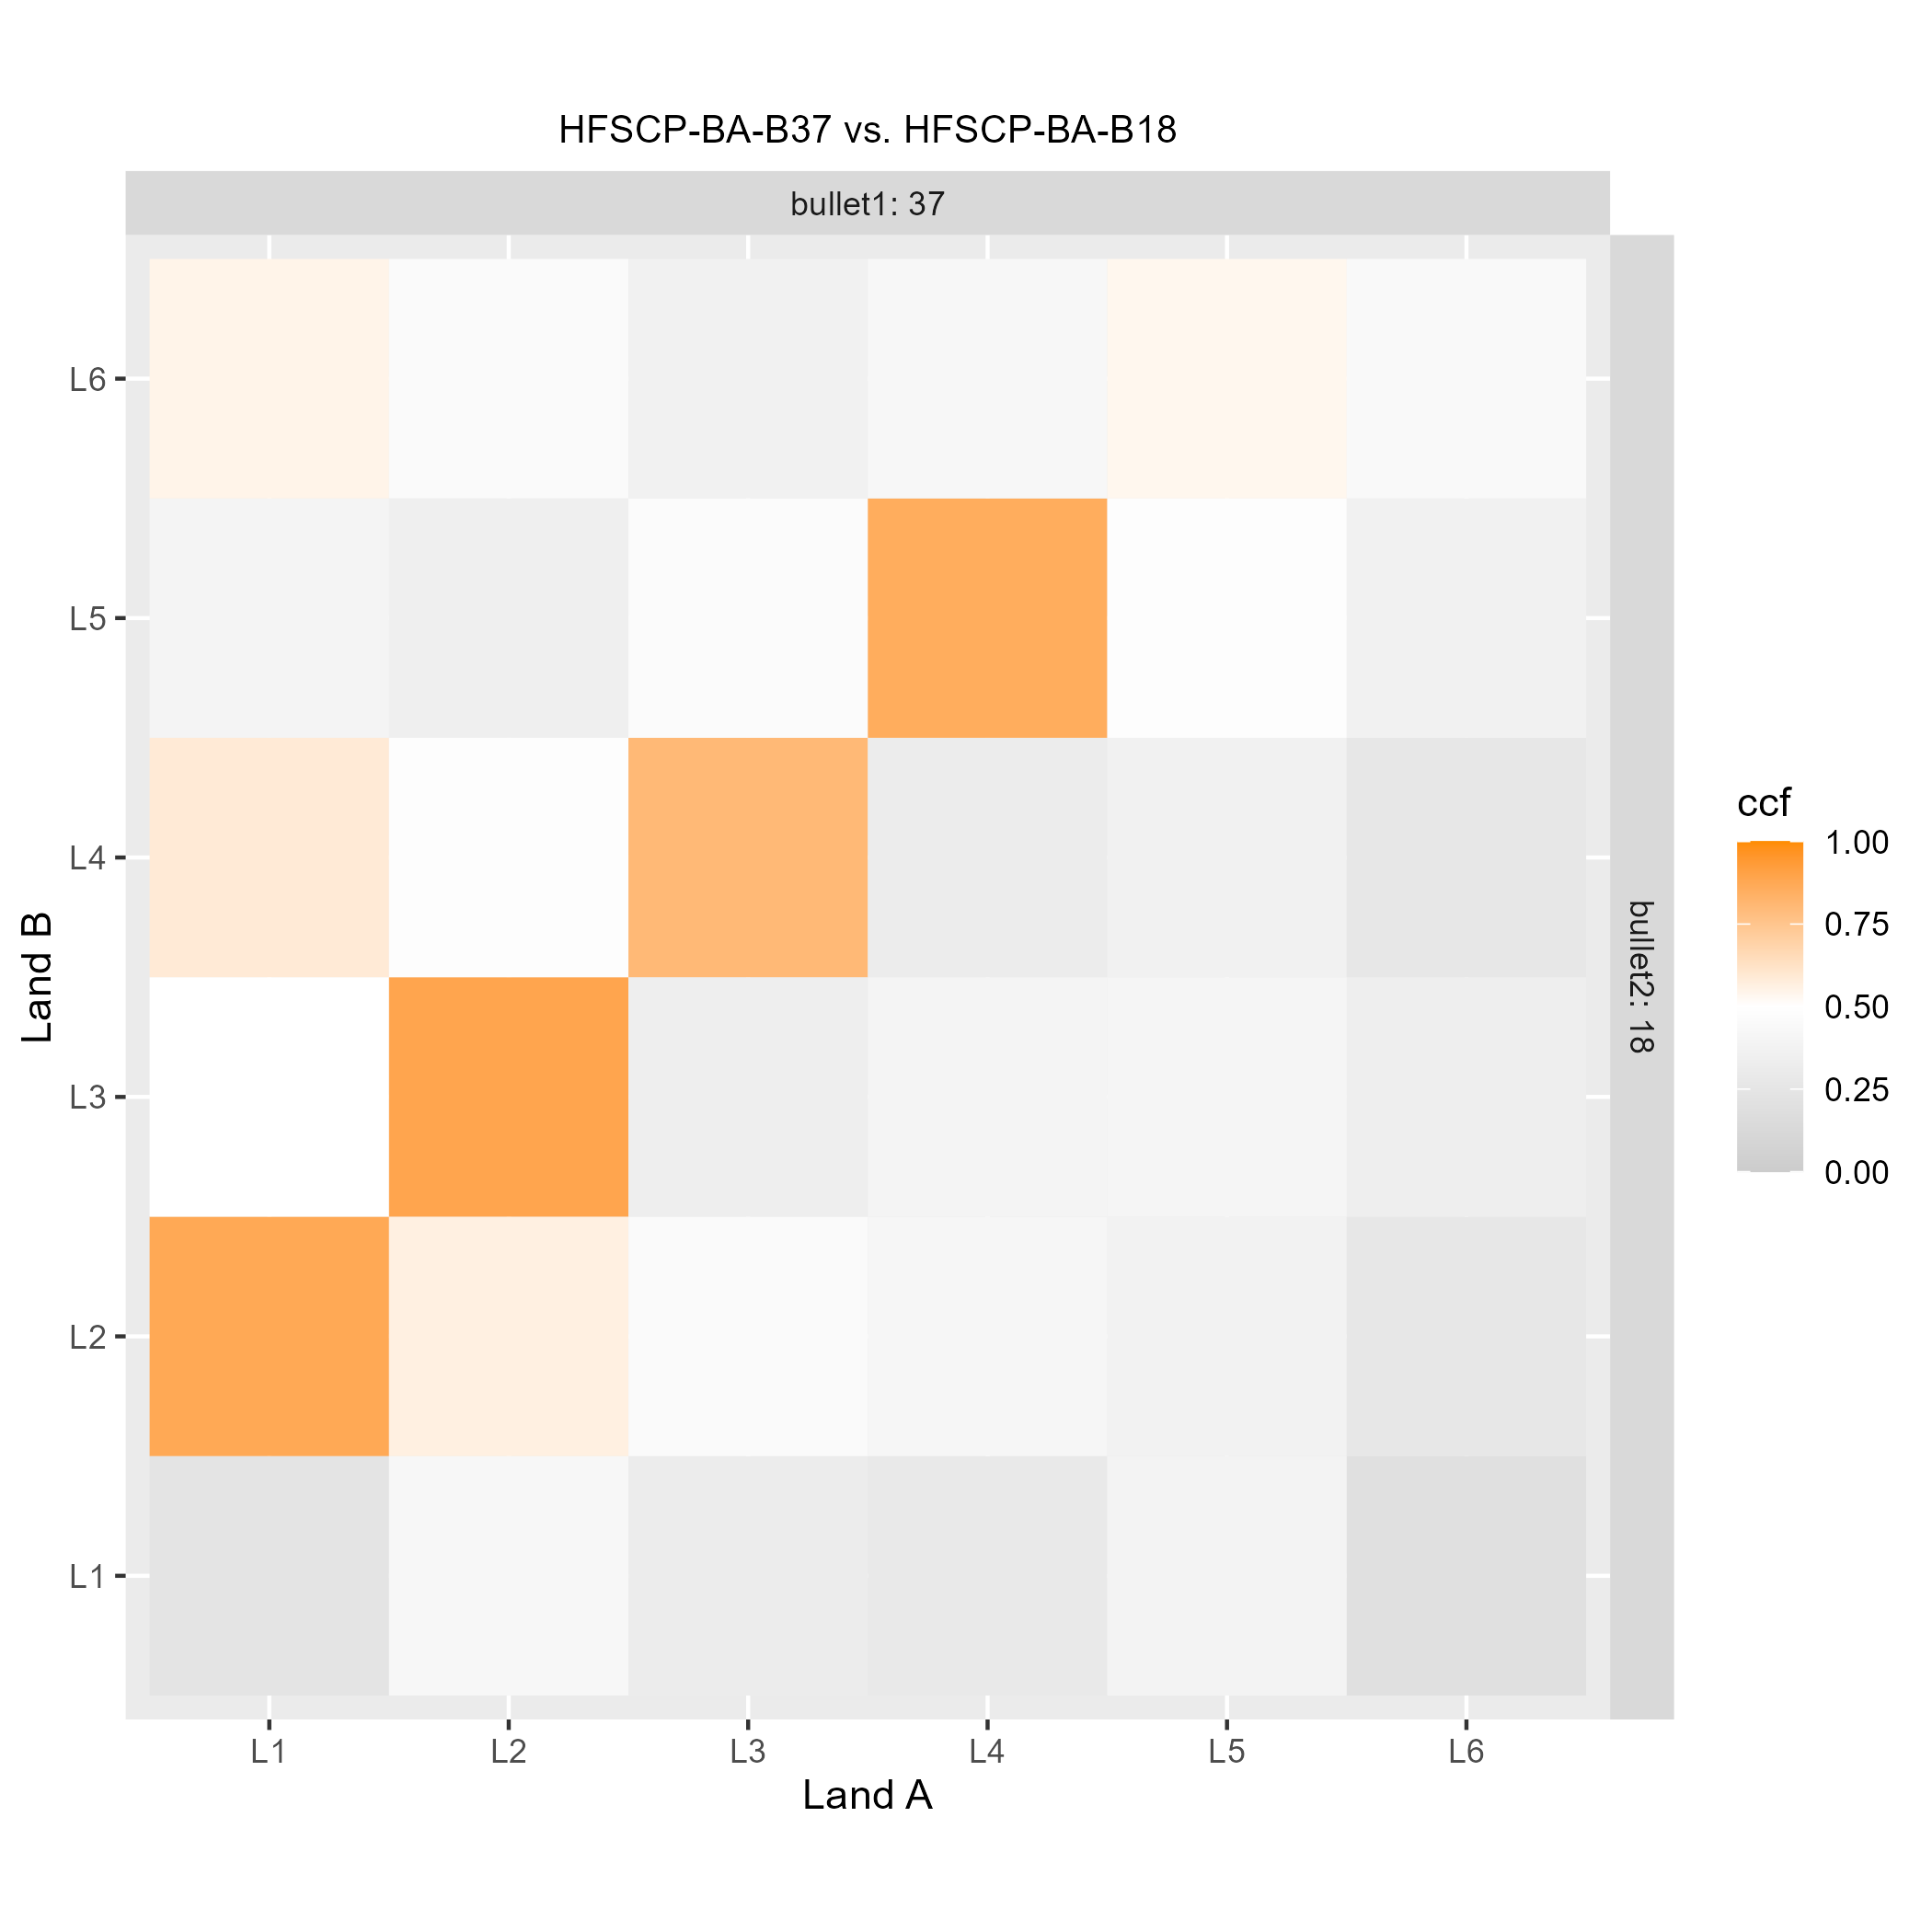 HFSCP-BA-B37 vs. HFSCP-BA-B18
bullet1: 37
L6
L5
L4
L3
L2
L1
Land B
bullet2: 18
L1 L2 L3 L4 L5 L6
Land A
ccf
1.00
0.75
0.50
0.25
0.00